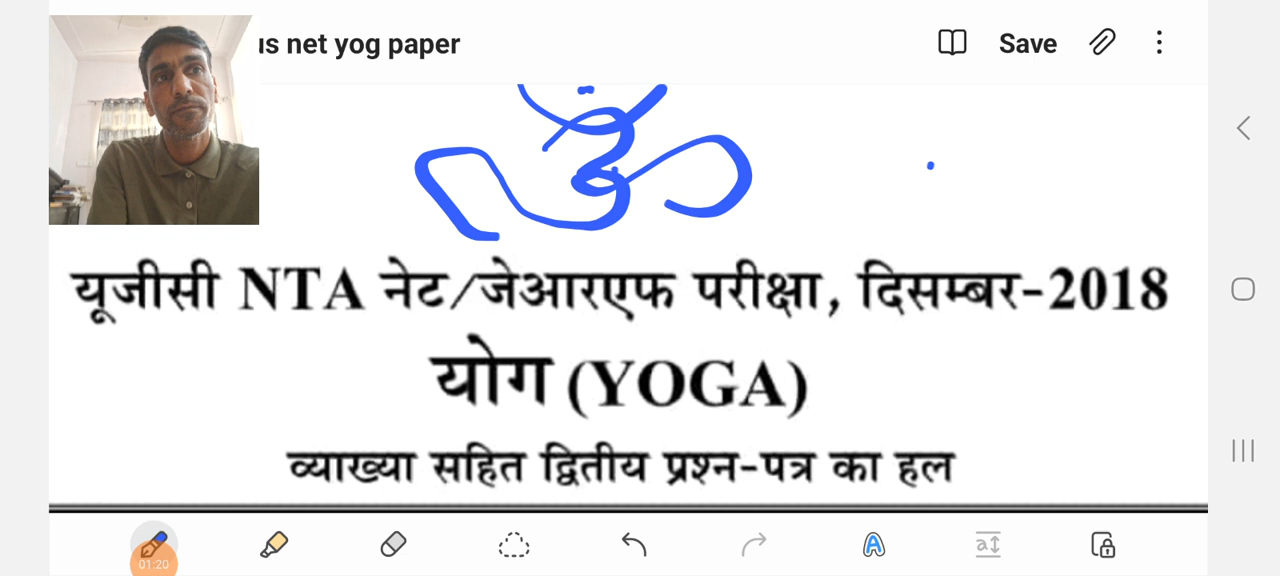 us net yog paper
Save
ॐ
यूजीसी NTA नेट/जेआरएफ परीक्षा, दिसम्बर-2018
योग (YOGA)
व्याख्या सहित द्वितीय प्रश्न-पत्र का हल
01:20
A
a